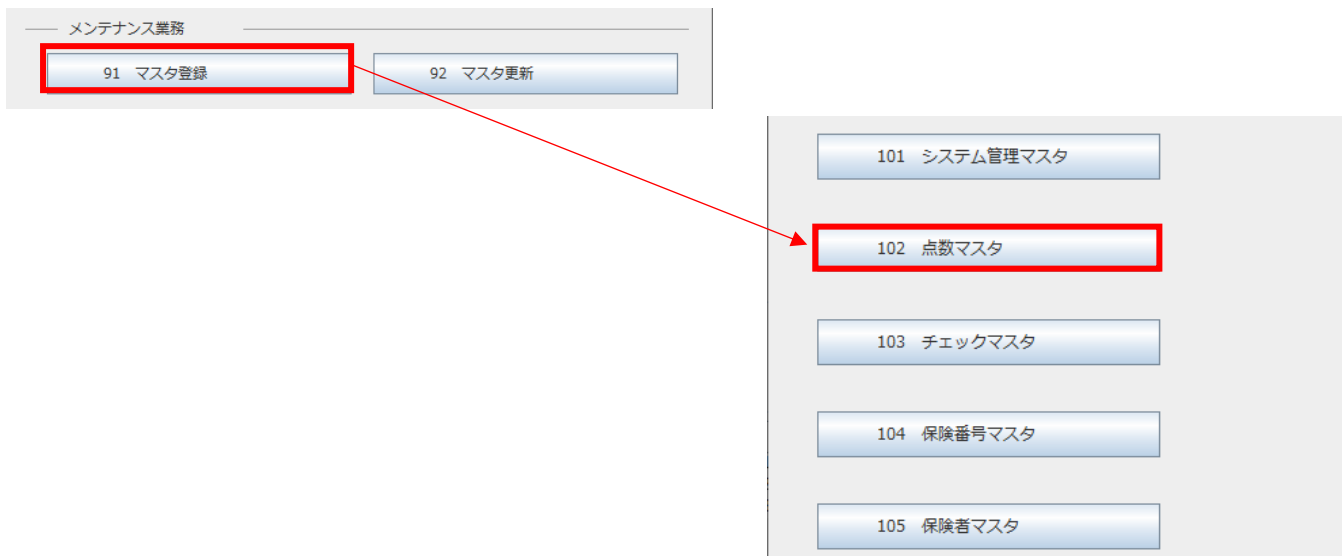 メンテナンス業務
91 マスタ登録
92 マスタ更新
101 システム管理マスタ
102 点数マスタ
103 チェックマスタ
104 保険番号マスタ
105 保険者マスタ